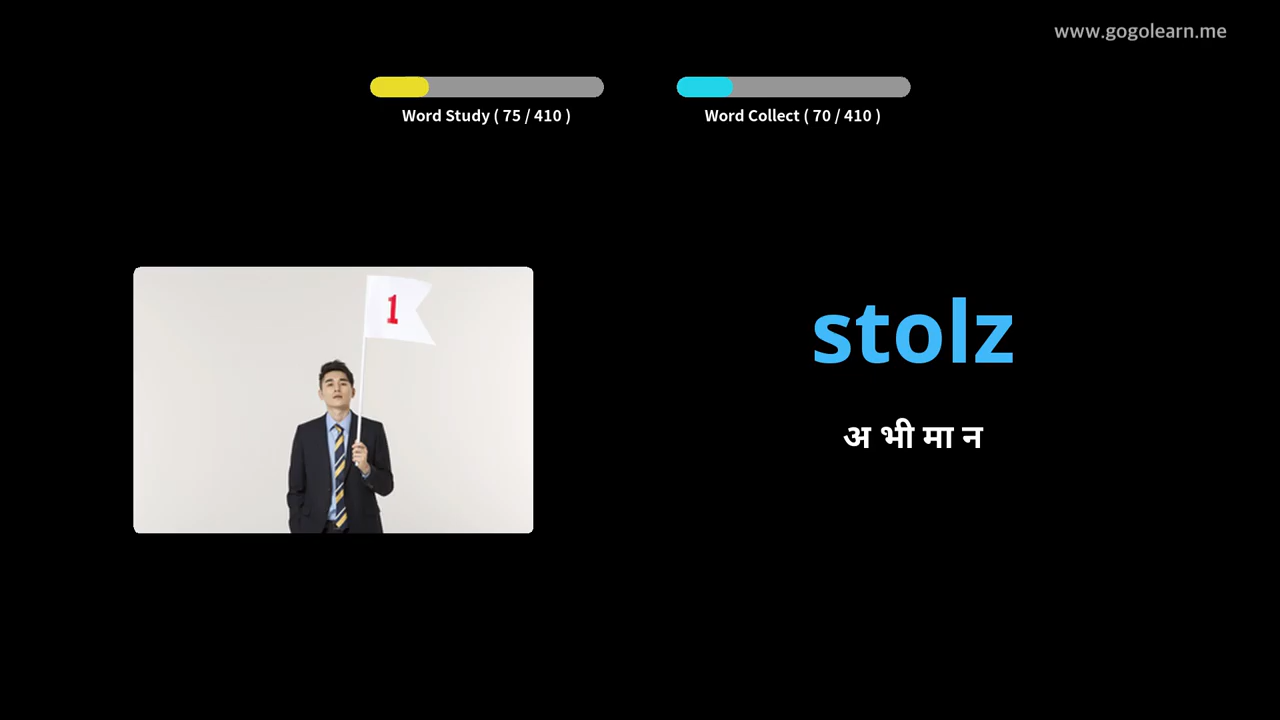 www.gogolearn.me
Word Study ( 75 / 410 )
Word Collect ( 70 / 410 )
1
stolz
अ भी मा न